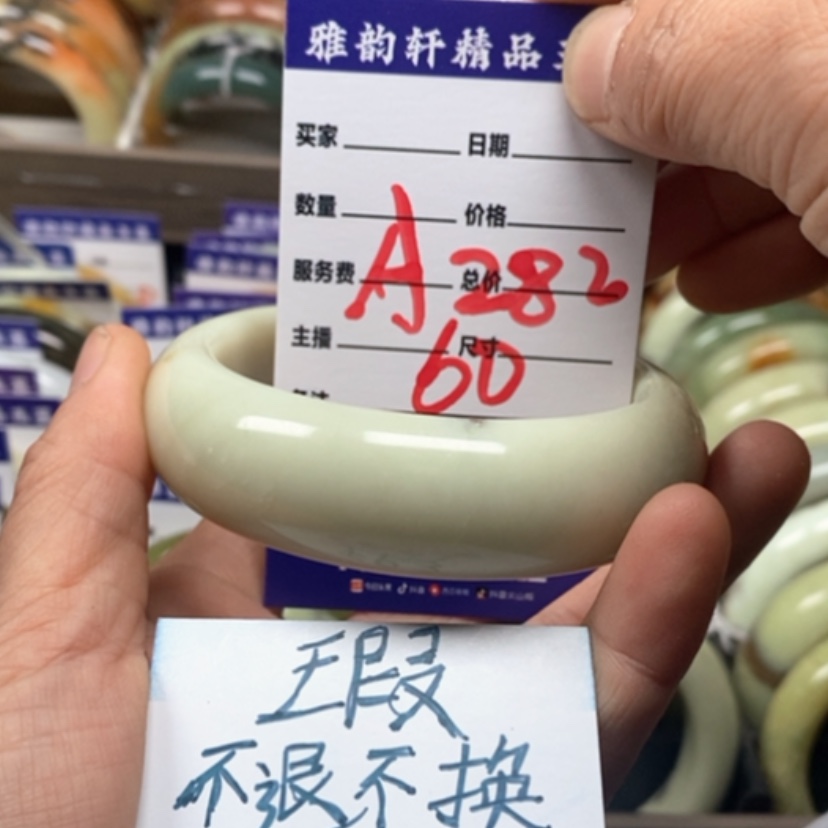 雅韵轩精品
买家 日期
数量 价格
服务费 总价
A 282
主播 尺寸
60
瑕
不退不换